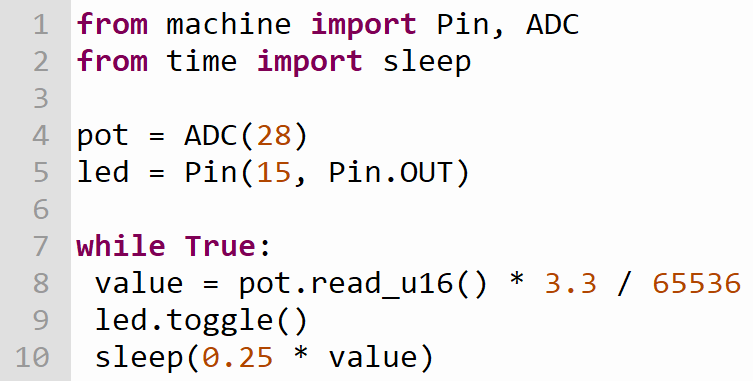 1 from machine import Pin, ADC
2 from time import sleep
3
4 pot = ADC(28)
5 led = Pin(15, Pin.OUT)
6
7 while True:
8  value = pot.read_u16() * 3.3 / 65536
9  led.toggle()
10  sleep(0.25 * value)